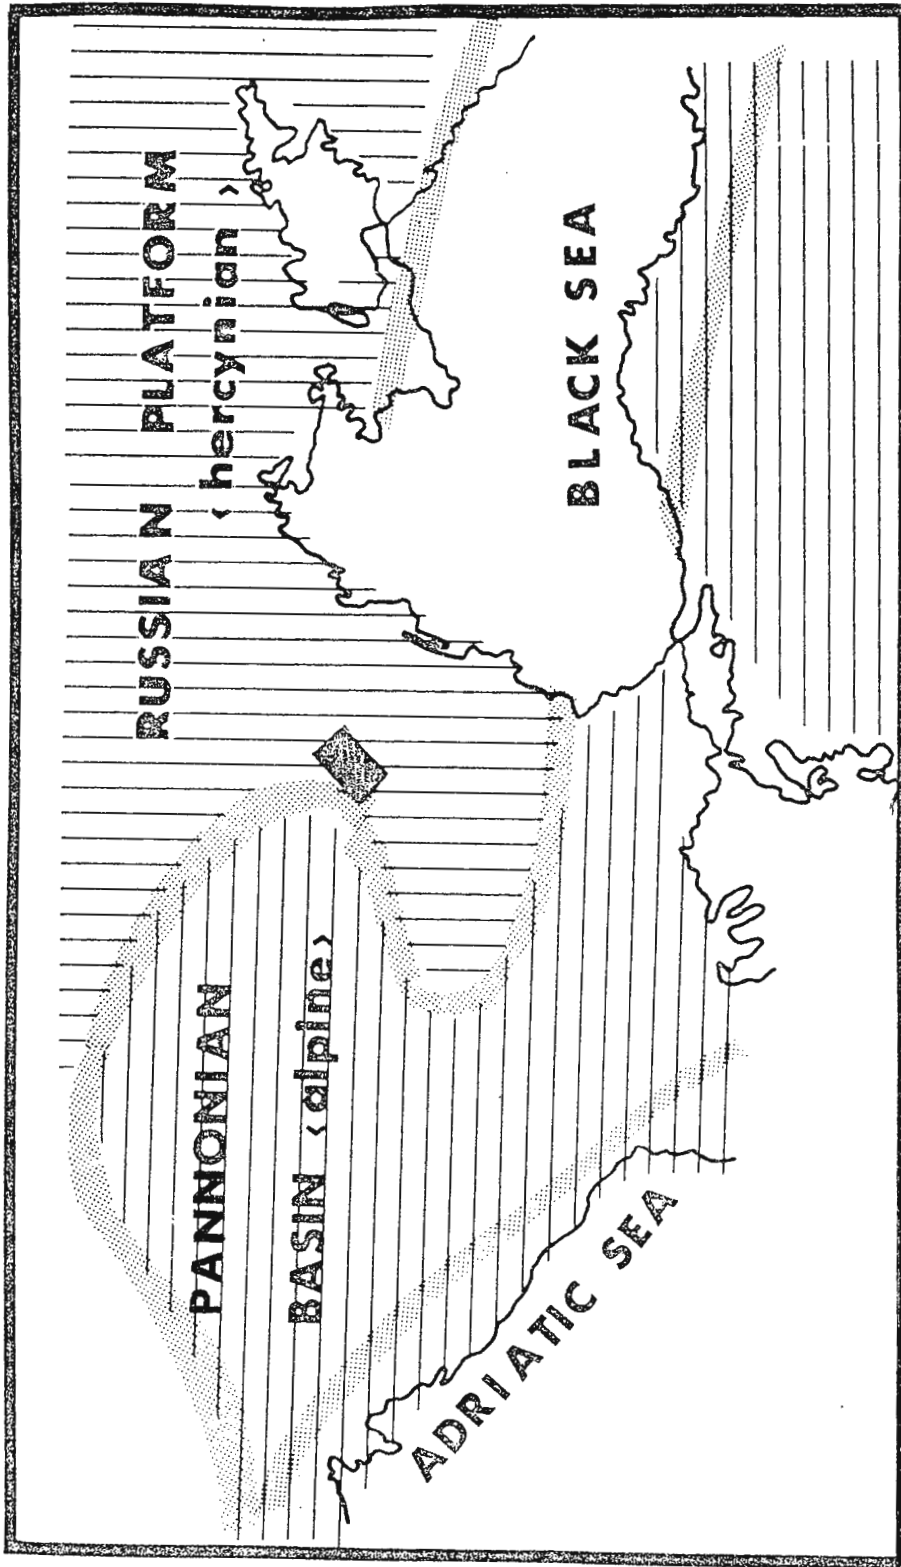 RUSSIAN PLATFORM
‹ hercynian ›
BLACK SEA
PANNONIAN
BASIN ‹alpine›
ADRIATIC SEA